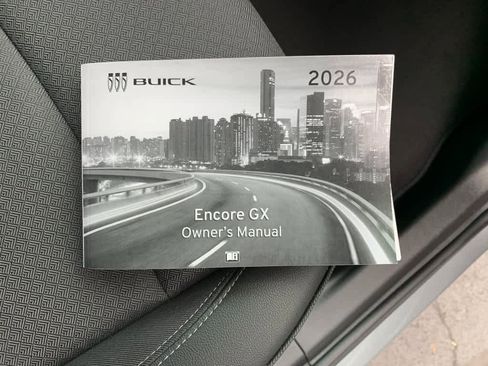 BUICK
2026
Encore GX
Owner's Manual